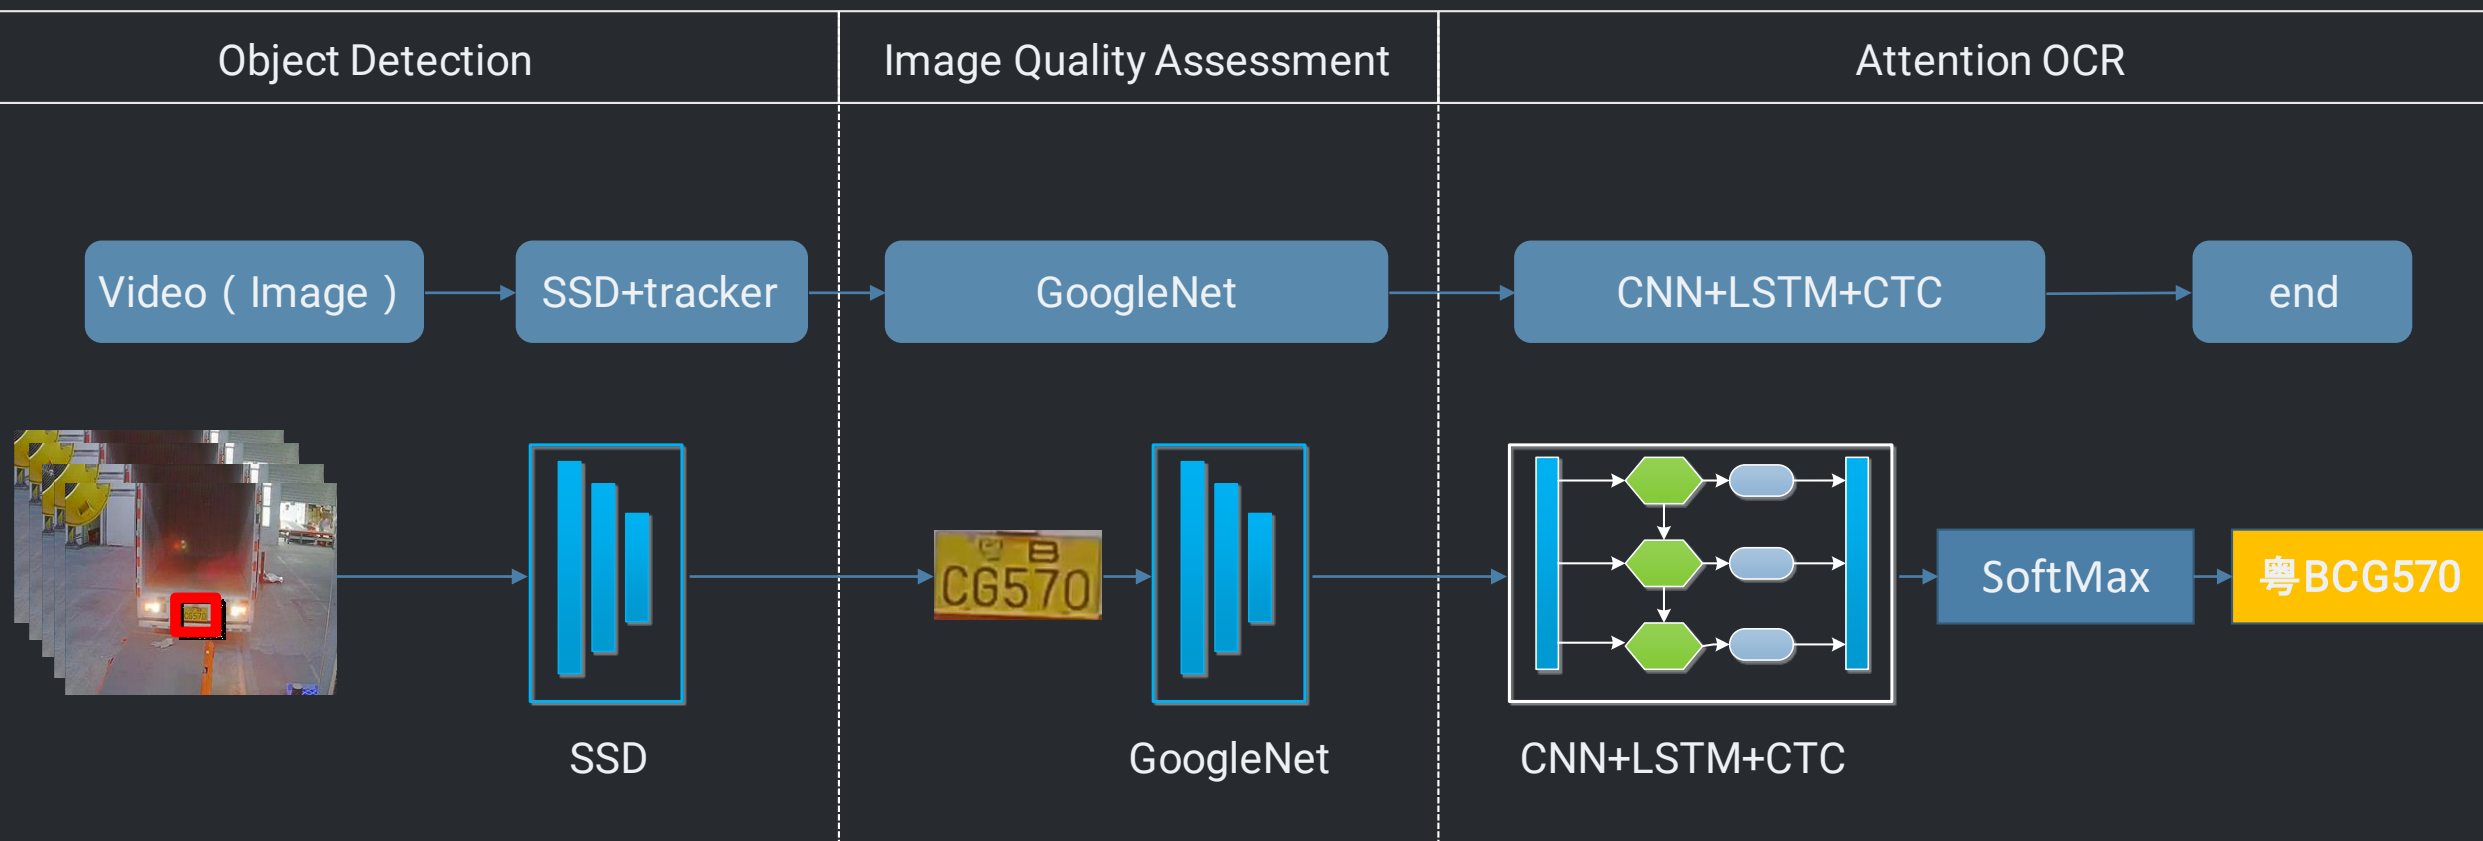 Object Detection
Image Quality Assessment
Attention OCR
Video ( Image )
SSD+tracker
GoogleNet
CNN+LSTM+CTC
end
B
CG570
SoftMax
粤BCG570
SSD
GoogleNet
CNN+LSTM+CTC